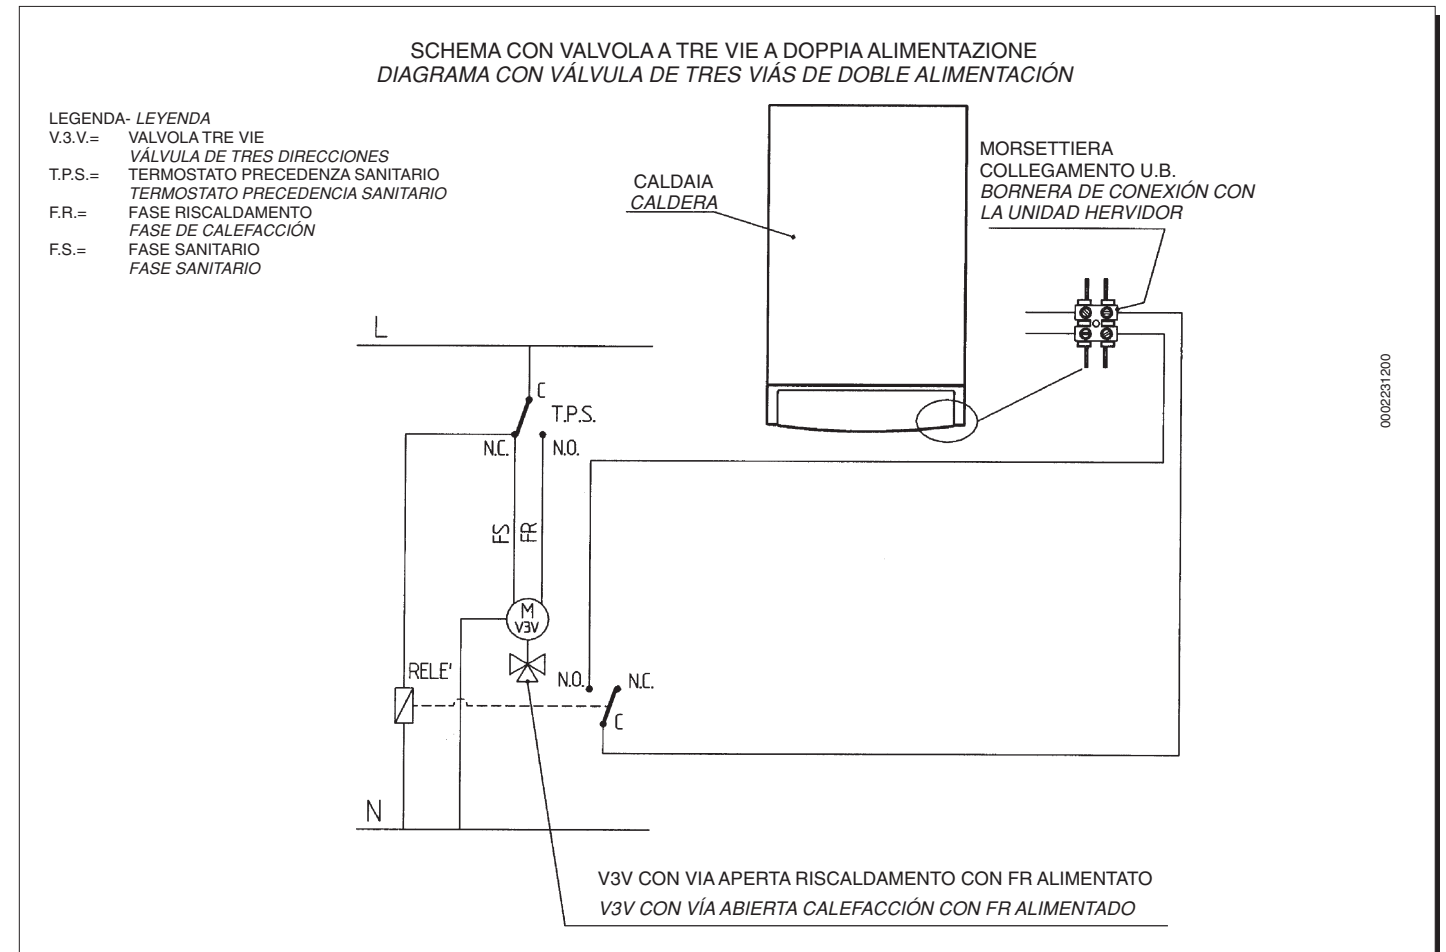 SCHEMA CON VALVOLA A TRE VIE A DOPPIA ALIMENTAZIONE
DIAGRAMA CON VÁLVULA DE TRES VIÁS DE DOBLE ALIMENTACIÓN
LEGENDA- LEYENDA
V.3.V.= VALVOLA TRE VIE
VÁLVULA DE TRES DIRECCIONES
T.P.S.= TERMOSTATO PRECEDENZA SANITARIO
TERMOSTATO PRECEDENCIA SANITARIO
F.R.= FASE RISCALDAMENTO
FASE DE CALEFACCIÓN
F.S.= FASE SANITARIO
FASE SANITARIO
CALDAIA
CALDERA
MORSETTIERA
COLLEGAMENTO U.B.
BORNERA DE CONEXIÓN CON
LA UNIDAD HERVIDOR
L
C
T.P.S.
N.C.
N.O.
FS
FR
M
V3V
RELE'
N.O.
N.C.
C
N
0002231200
V3V CON VIA APERTA RISCALDAMENTO CON FR ALIMENTATO
V3V CON VÍA ABIERTA CALEFACCIÓN CON FR ALIMENTADO